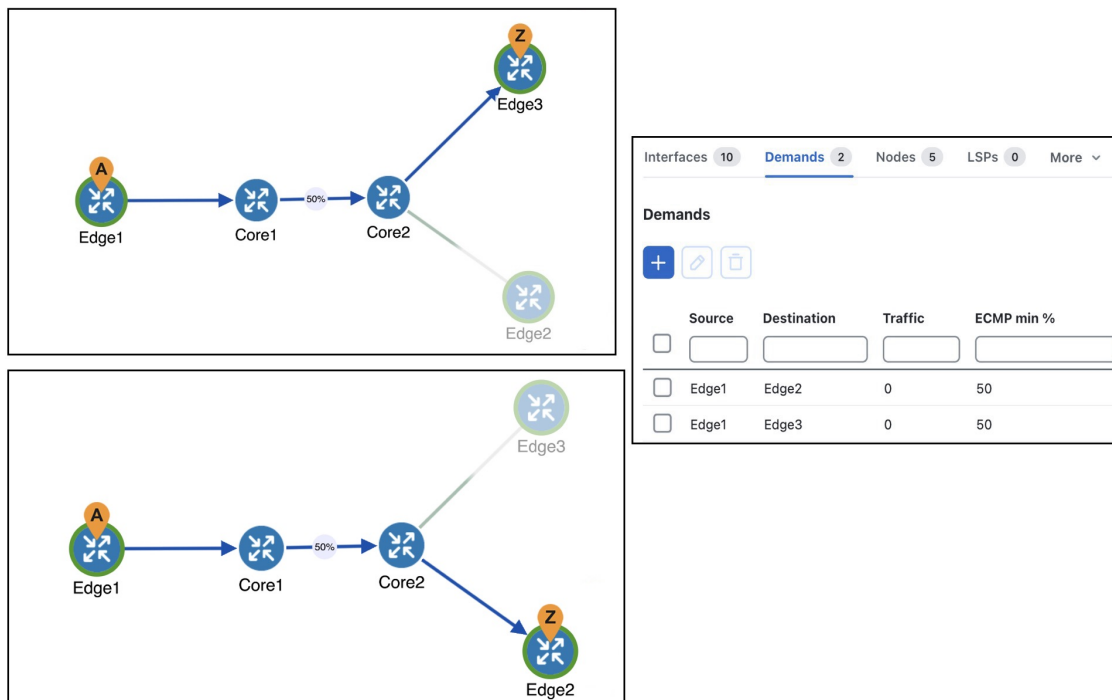 Z
Edge3
A
Edge1
Core1
50%
Core2
Edge2
Edge3
A
Edge1
Core1
50%
Core2
Z
Edge2
Interfaces 10 Demands 2 Nodes 5 LSPs 0 More
Demands
Source Destination Traffic ECMP min %
Edge1 Edge2 0 50
Edge1 Edge3 0 50